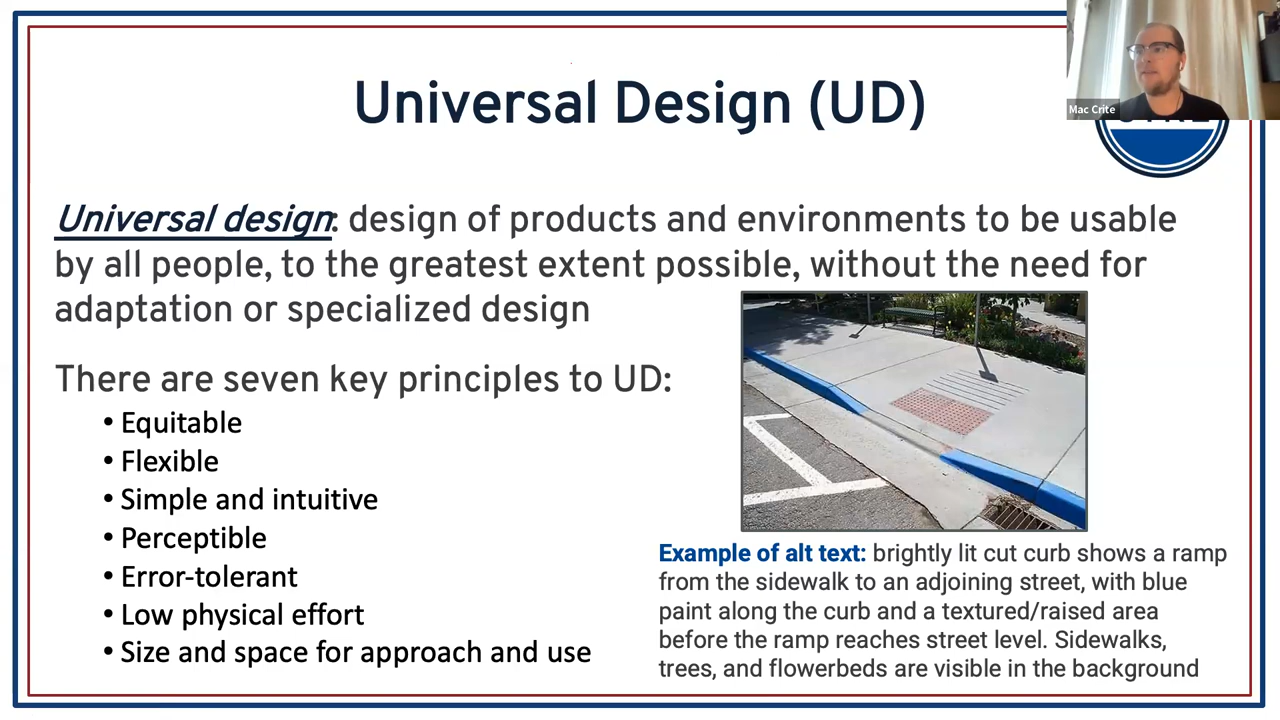 Universal Design (UD)
Mac Crite
Universal design: design of products and environments to be usable
by all people, to the greatest extent possible, without the need for
adaptation or specialized design
There are seven key principles to UD:
• Equitable
• Flexible
• Simple and intuitive
• Perceptible
• Error-tolerant
• Low physical effort
• Size and space for approach and use
Example of alt text: brightly lit cut curb shows a ramp
from the sidewalk to an adjoining street, with blue
paint along the curb and a textured/raised area
before the ramp reaches street level. Sidewalks,
trees, and flowerbeds are visible in the background